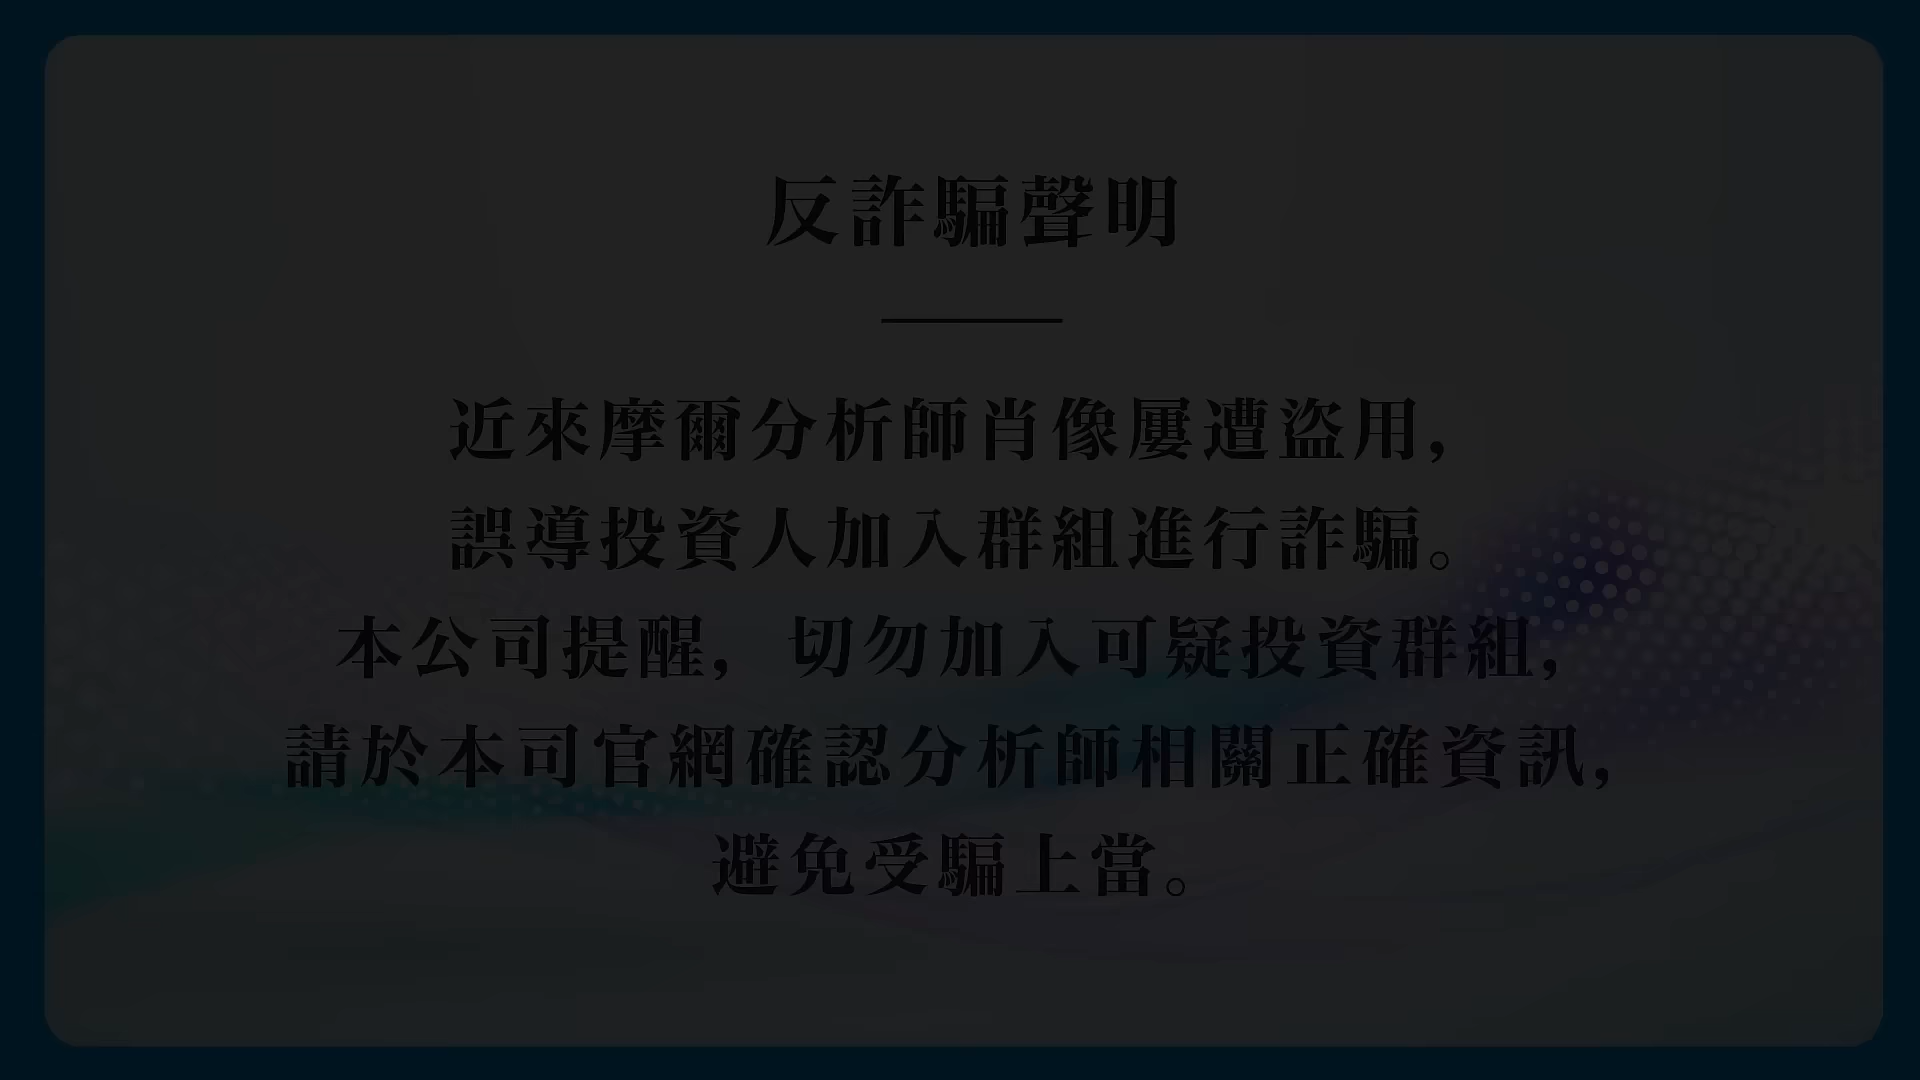 反詐騙聲明
近來摩爾分析師肖像屢遭盜用，
誤導投資人加入群組進行詐騙。
本公司提醒，切勿加入可疑投資群組，
請於本司官網確認分析師相關正確資訊，
避免受騙上當。